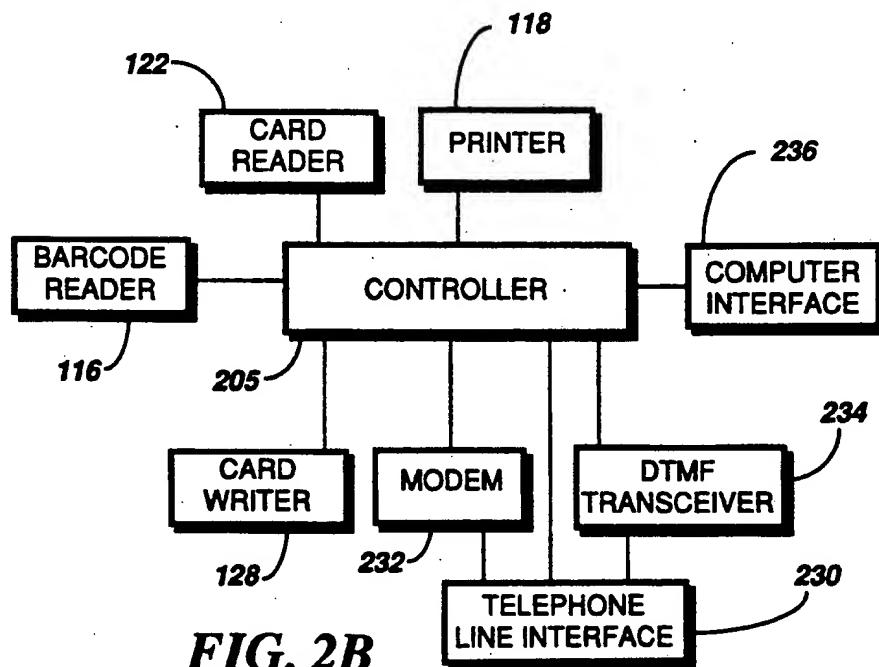 118
122
CARD
READER
PRINTER
236
BARCODE
READER
CONTROLLER
COMPUTER
INTERFACE
116
205
234
CARD
WRITER
MODEM
DTMF
TRANSCEIVER
128
232
230
TELEPHONE
LINE INTERFACE
FIG. 2B